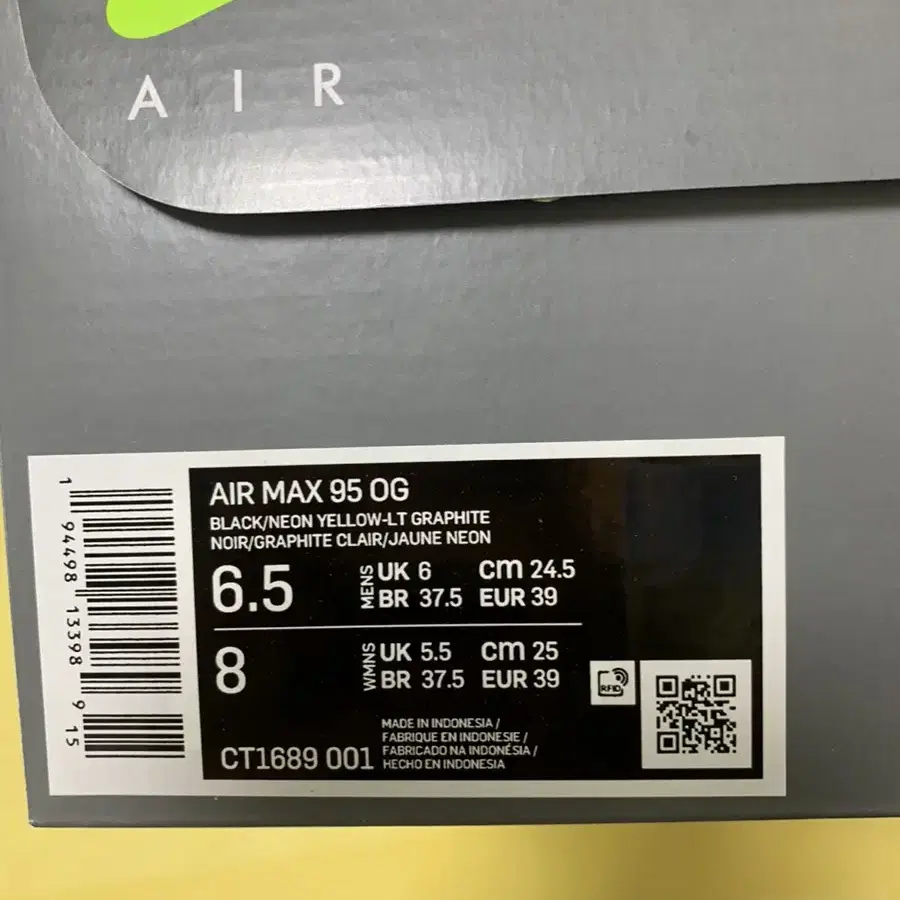 AIR
1 94498 13398 9 15
AIR MAX 95 OG
BLACK/NEON YELLOW-LT GRAPHITE
NOIR/GRAPHITE CLAIR/JAUNE NEON
6.5 MENS UK 6 cm 24.5
BR 37.5 EUR 39
8 WMNS UK 5.5 cm 25
BR 37.5 EUR 39
RFID
CT1689 001
MADE IN INDONESIA /
FABRIQUE EN INDONESIE /
FABRICADO NA INDONÉSIA /
HECHO EN INDONESIA